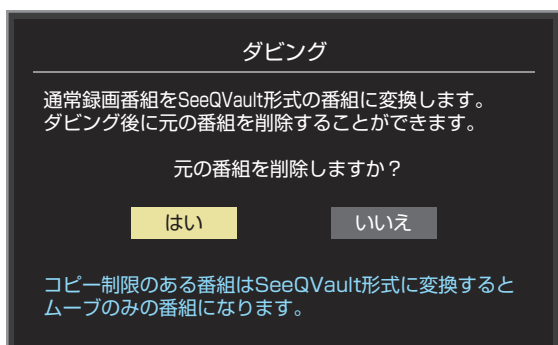 ダビング
通常録画番組をSeeQVault形式の番組に変換します。
ダビング後に元の番組を削除することができます。
元の番組を削除しますか？
はい
いいえ
コピー制限のある番組はSeeQVault形式に変換すると
ムーブのみの番組になります。